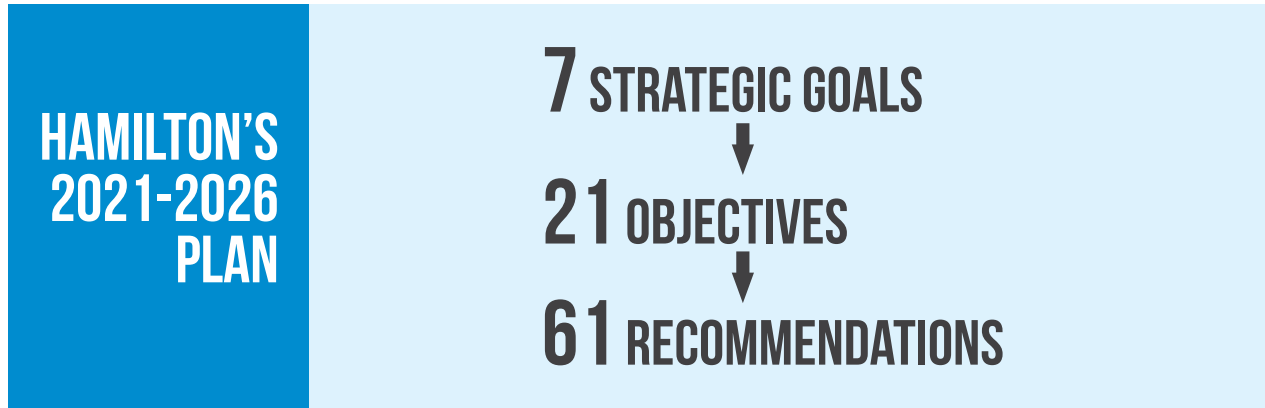 HAMILTON'S
2021-2026
PLAN
7 STRATEGIC GOALS
21 OBJECTIVES
61 RECOMMENDATIONS